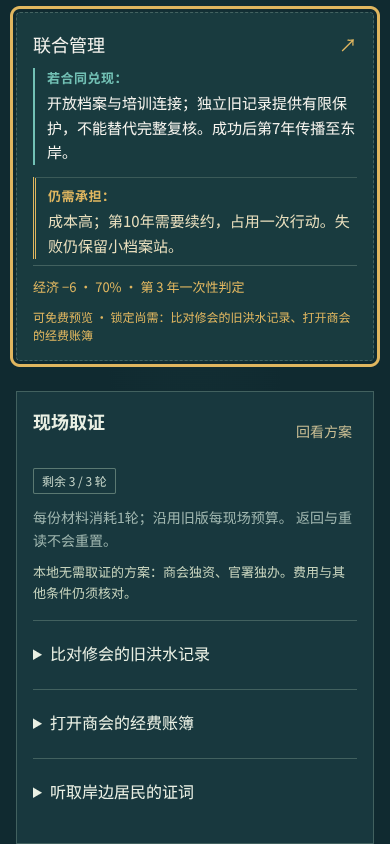 联合管理
↗
若合同兑现：
开放档案与培训连接；独立旧记录提供有限保
护，不能替代完整复核。成功后第7年传播至东
岸。
仍需承担：
成本高；第10年需要续约，占用一次行动。失
败仍保留小档案站。
经济 −6 · 70% · 第 3 年一次性判定
可免费预览 · 锁定尚需：比对修会的旧洪水记录、打开商会
的经费账簿
现场取证
回看方案
剩余 3 / 3 轮
每份材料消耗1轮；沿用旧版每现场预算。 返回与重
读不会重置。
本地无需取证的方案：商会独资、官署独办。费用与其
他条件仍须核对。
▶ 比对修会的旧洪水记录
▶ 打开商会的经费账簿
▶ 听取岸边居民的证词